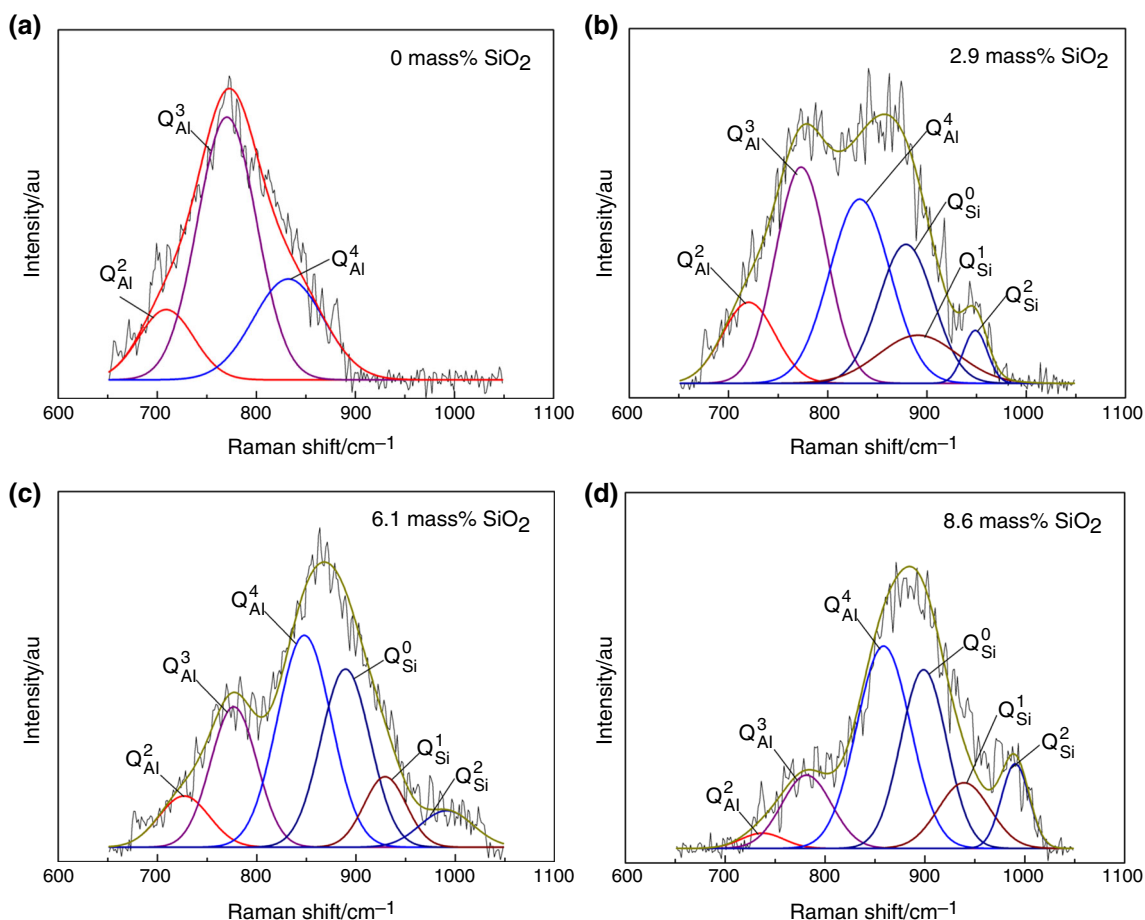 (a)
0 mass% SiO2
Q3Al
Q2Al
Q4Al
Intensity/au
600 700 800 900 1000 1100
Raman shift/cm–1
(b)
2.9 mass% SiO2
Q3Al
Q4Al
Q2Al
Q0Si
Q1Si
Q2Si
Intensity/au
600 700 800 900 1000 1100
Raman shift/cm–1
(c)
6.1 mass% SiO2
Q4Al
Q3Al
Q0Si
Q2Al
Q1Si
Q2Si
Intensity/au
600 700 800 900 1000 1100
Raman shift/cm–1
(d)
8.6 mass% SiO2
Q4Al
Q0Si
Q3Al
Q1Si
Q2Si
Q2Al
Intensity/au
600 700 800 900 1000 1100
Raman shift/cm–1